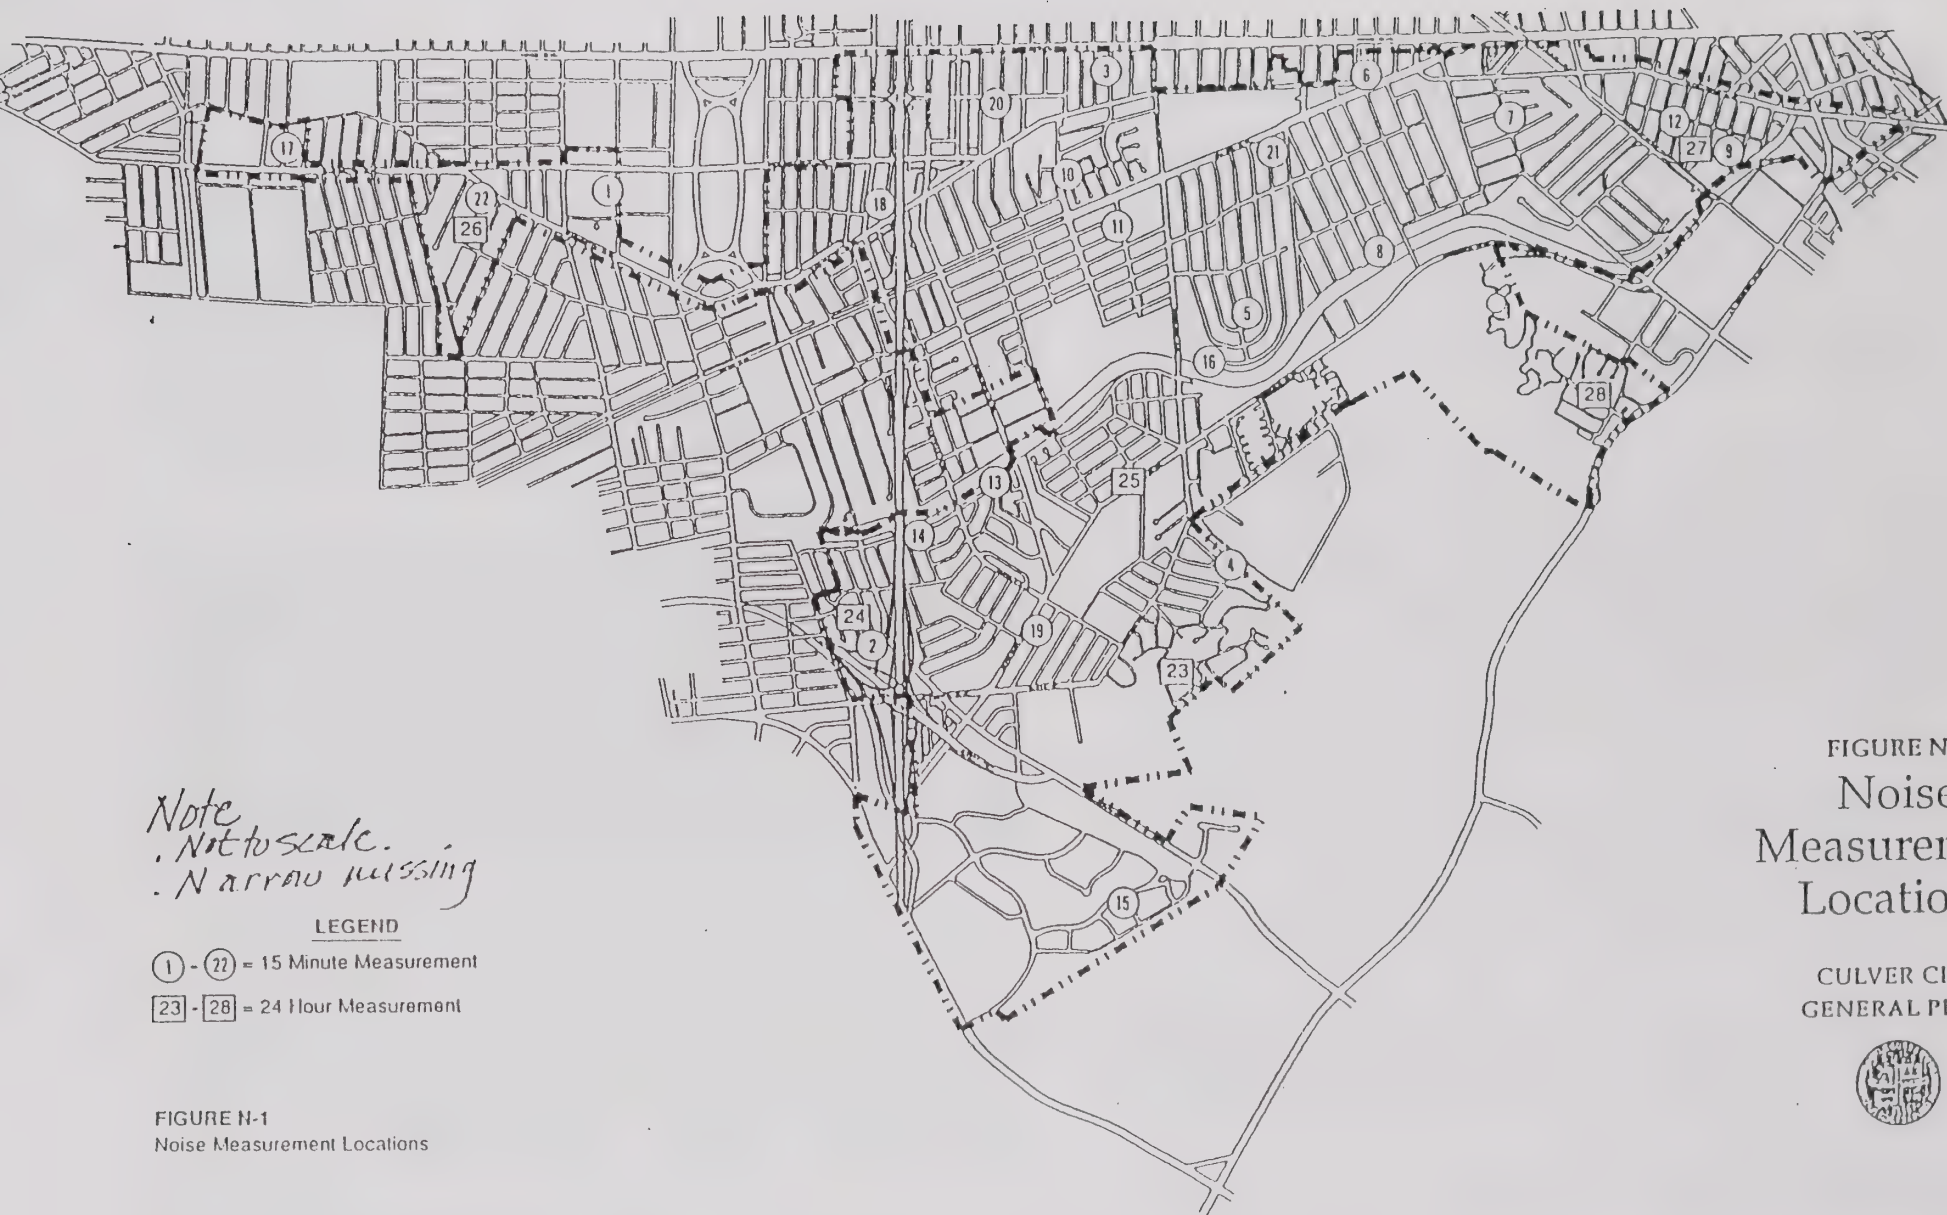 3
6
20
7
12
17
27
9
21
10
1
22
18
26
11
8
5
16
28
25
13
14
4
24
19
2
23
15
Note
. Not to scale.
. N arrow missing
LEGEND
1 - 22 = 15 Minute Measurement
23 - 28 = 24 Hour Measurement
FIGURE N-1
Noise Measurement Locations
FIGURE N
Noise
Measurem
Locatio
CULVER CI
GENERAL PL